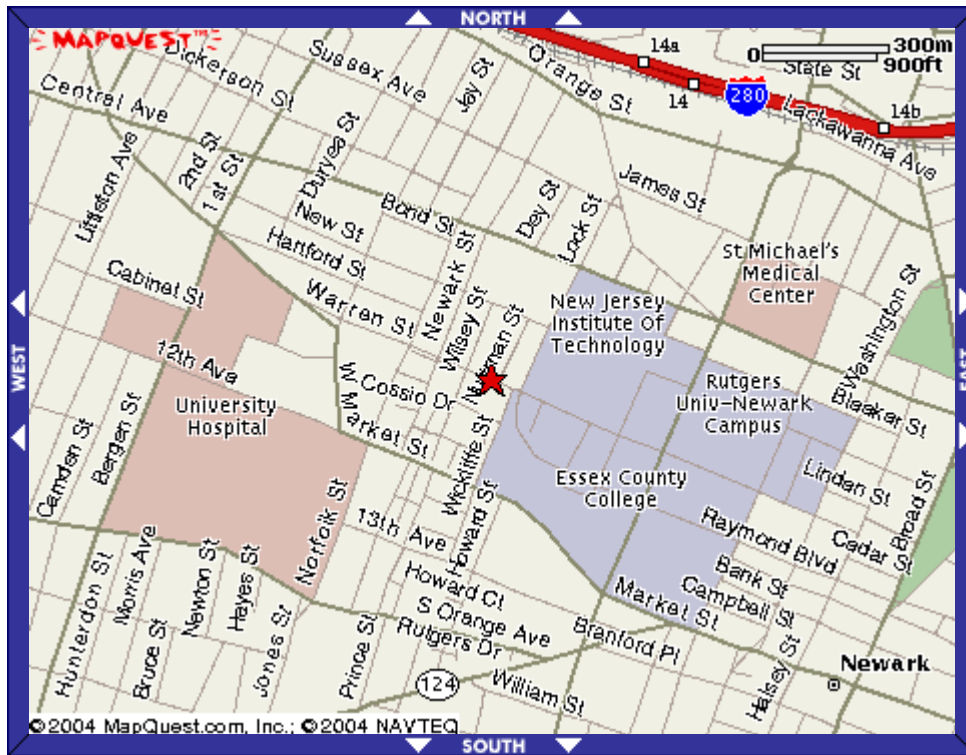 NORTH
MAPQUEST™
Dickerson St
Sussex Ave
Jay St
Orange St
14a
0 300m
900ft
State St
14
280
14b
Lackawanna Ave
Central Ave
Littleton Ave
2nd St
1st St
Duryea St
New St
Bond St
Day St
Lock St
James St
Hartford St
Cabinet St
Warren St
Newark St
Wilsey St
New Jersey
Institute Of
Technology
St Michael's
Medical
Center
Washington St
WEST
EAST
12th Ave
W Cossio Dr
W Market St
University
Hospital
Rutgers
Univ-Newark
Campus
Bleeker St
Camden St
Bergen St
Wickliffe St
Essex County
College
Linden St
Broad St
Norfolk St
13th Ave
Howard St
Raymond Blvd
Cedar St
Hunterdon St
Morris Ave
Newton St
Hayes St
Howard Ct
Bank St
Campbell St
Market St
S Orange Ave
Rutgers Dr
Branford Pl
Bruce St
Jones St
Prince St
Halsey St
Newark
124
William St
©2004 MapQuest.com, Inc.; ©2004 NAVTEQ
SOUTH